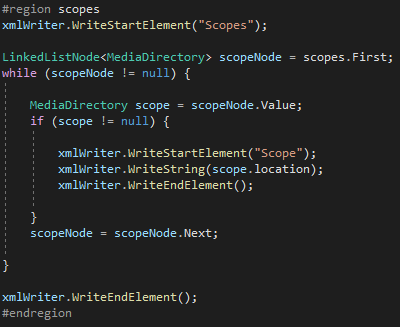 #region scopes
xmlWriter.WriteStartElement("Scopes");
LinkedListNode<MediaDirectory> scopeNode = scopes.First;
while (scopeNode != null) {
MediaDirectory scope = scopeNode.Value;
if (scope != null) {
xmlWriter.WriteStartElement("Scope");
xmlWriter.WriteString(scope.location);
xmlWriter.WriteEndElement();
}
scopeNode = scopeNode.Next;
}
xmlWriter.WriteEndElement();
#endregion